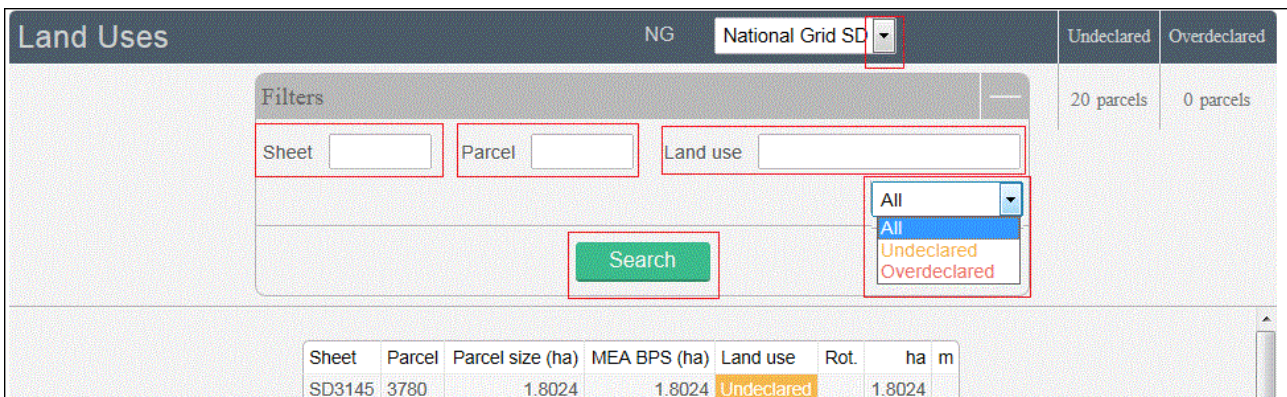 Land Uses NG National Grid SD Undeclared Overdeclared
Filters 20 parcels 0 parcels
Sheet Parcel Land use
All
All
Undeclared
Overdeclared
Search
Sheet Parcel Parcel size (ha) MEA BPS (ha) Land use Rot. ha m
SD3145 3780 1.8024 1.8024 Undeclared 1.8024